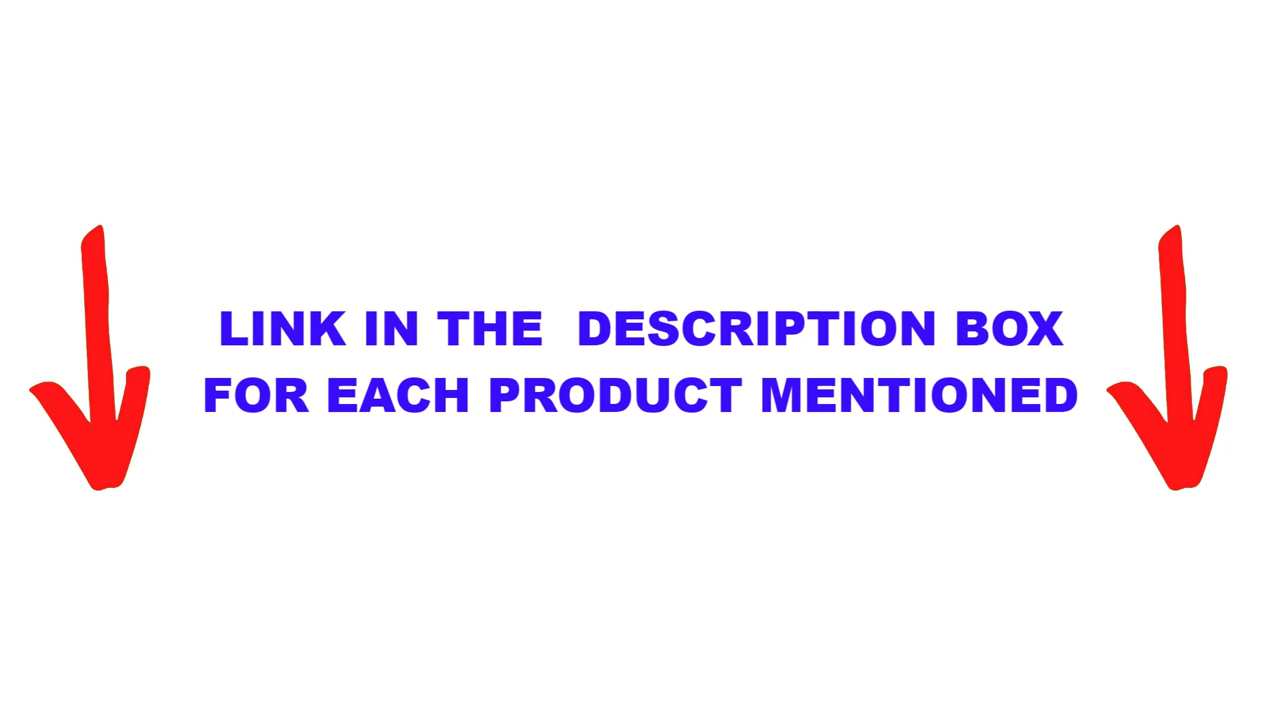 LINK IN THE  DESCRIPTION BOX
FOR EACH PRODUCT MENTIONED